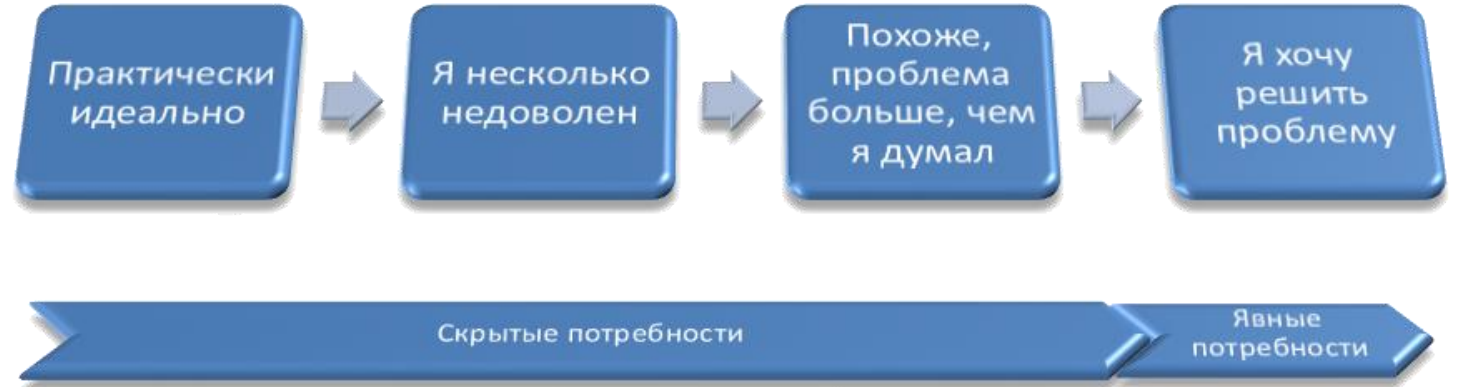 Практически
идеально
Я несколько
недоволен
Похоже,
проблема
больше, чем
я думал
Я хочу
решить
проблему
Скрытые потребности
Явные
потребности